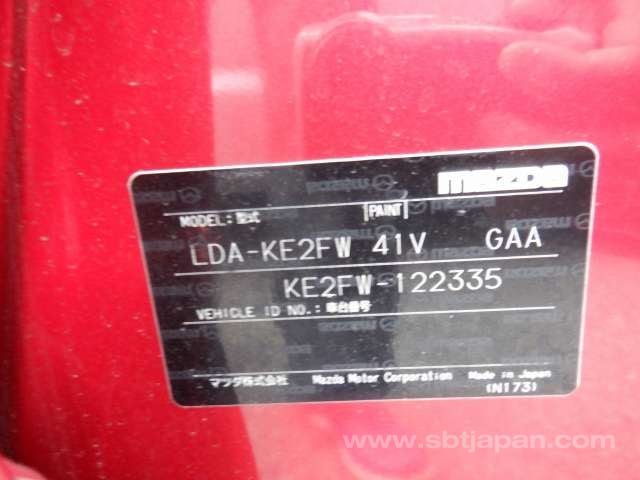 mazda
MODEL:型式 PAINT
LDA-KE2FW 41V GAA
KE2FW-122335
VEHICLE ID NO.:車台番号
マツダ株式会社 Mazda Motor Corporation Made in Japan
(N173)
www.sbtjapan.com